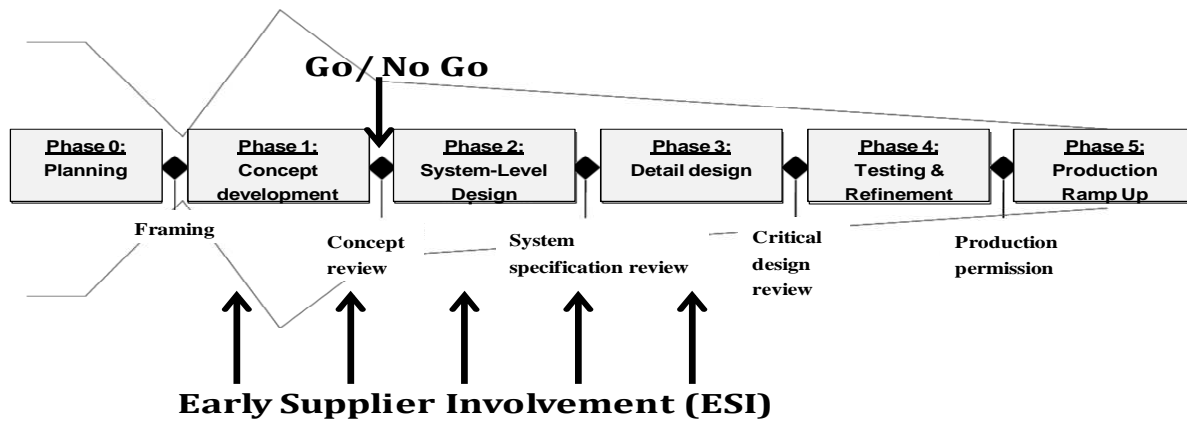 Go/ No Go
Phase 0:
Planning
Phase 1:
Concept
development
Phase 2:
System-Level
Design
Phase 3:
Detail design
Phase 4:
Testing &
Refinement
Phase 5:
Production
Ramp Up
Framing
Concept
review
System
specification review
Critical
design
review
Production
permission
Early Supplier Involvement (ESI)